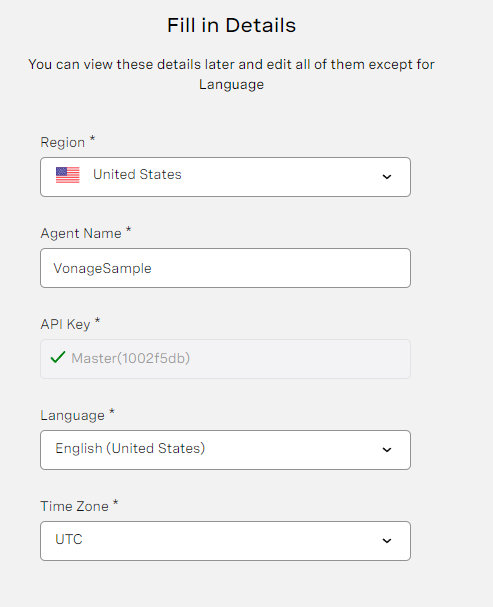 Fill in Details
You can view these details later and edit all of them except for
Language
Region *
United States
Agent Name *
VonageSample
API Key *
Master(1002f5db)
Language *
English (United States)
Time Zone *
UTC